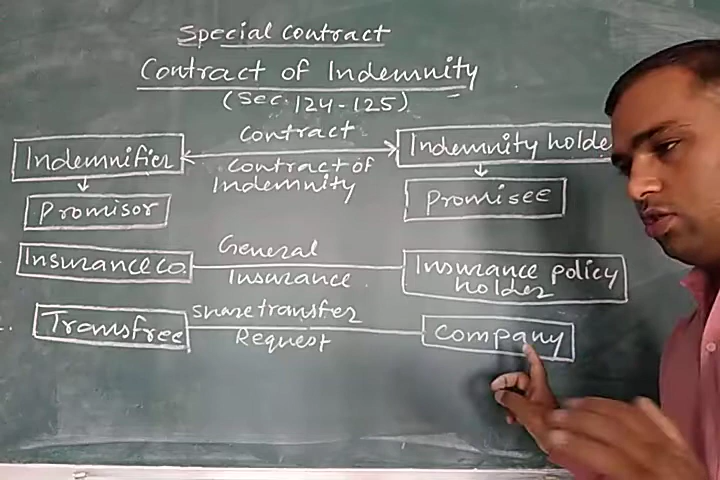 Special Contract
Contract of Indemnity
(Sec. 124-125)
Indemnifier
Contract
Contract of
Indemnity
Indemnity holde
Promisor
Promisee
Insurance co.
General
Insurance.
Insurance policy
holder
Transfree
Share transfer
Request
Company